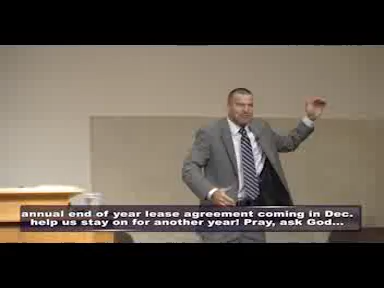 annual end of year lease agreement coming in Dec.
help us stay on for another year! Pray, ask God...